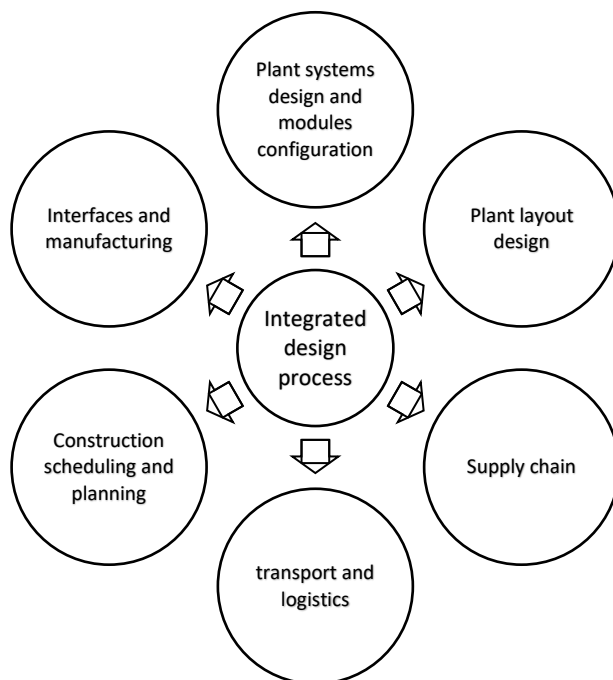 Plant systems
design and
modules
configuration
Interfaces and
manufacturing
Plant layout
design
Integrated
design
process
Construction
scheduling and
planning
Supply chain
transport and
logistics